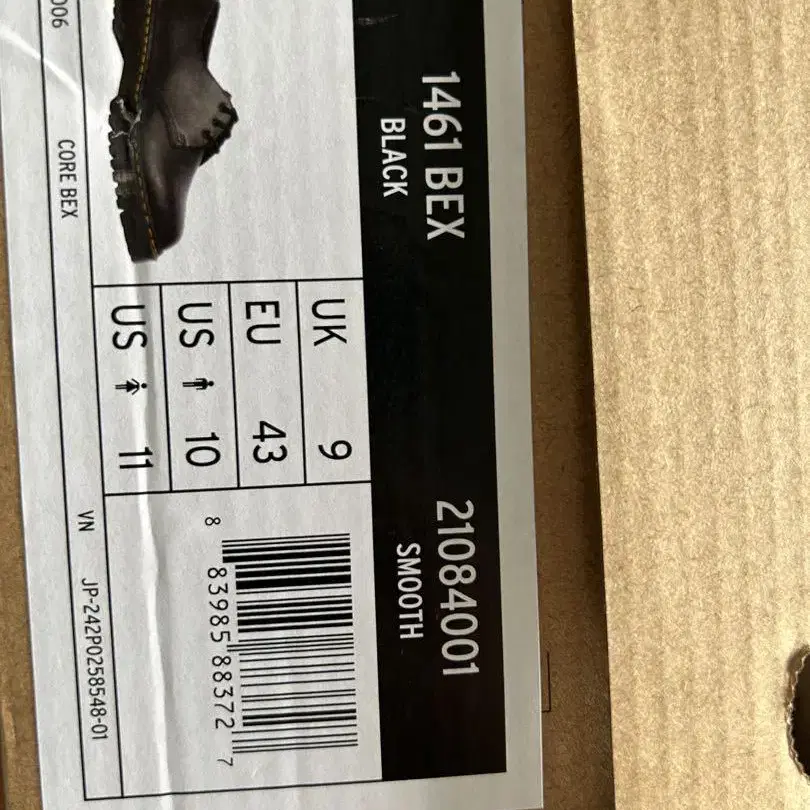 1461 BEX
BLACK
21084001
SMOOTH
UK 9
EU 43
US 10
US 11
8 83985 88372 7
006
CORE BEX
VN
JP-242P0258548-01